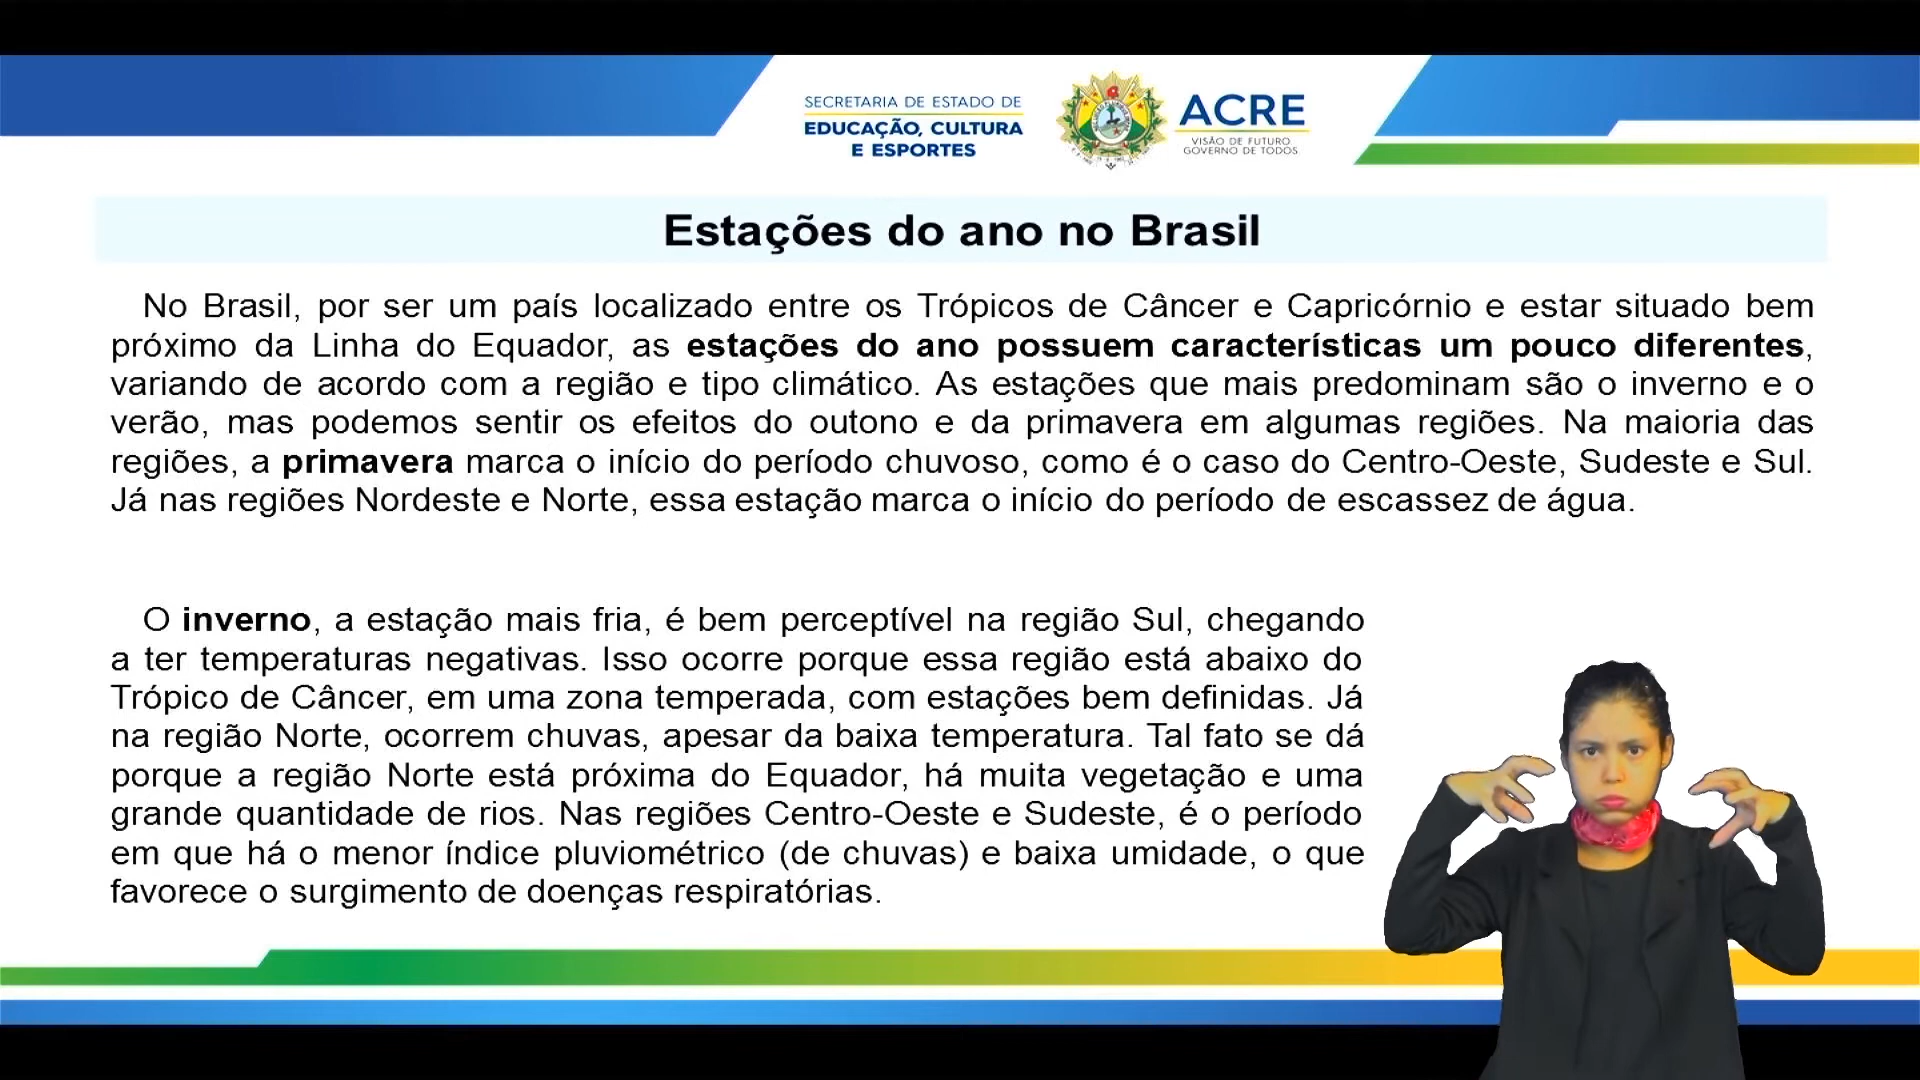 SECRETARIA DE ESTADO DE
EDUCAÇÃO, CULTURA
E ESPORTES
ACRE
VISÃO DE FUTURO
GOVERNO DE TODOS
Estações do ano no Brasil
No Brasil, por ser um país localizado entre os Trópicos de Câncer e Capricórnio e estar situado bem
próximo da Linha do Equador, as estações do ano possuem características um pouco diferentes,
variando de acordo com a região e tipo climático. As estações que mais predominam são o inverno e o
verão, mas podemos sentir os efeitos do outono e da primavera em algumas regiões. Na maioria das
regiões, a primavera marca o início do período chuvoso, como é o caso do Centro-Oeste, Sudeste e Sul.
Já nas regiões Nordeste e Norte, essa estação marca o início do período de escassez de água.
O inverno, a estação mais fria, é bem perceptível na região Sul, chegando
a ter temperaturas negativas. Isso ocorre porque essa região está abaixo do
Trópico de Câncer, em uma zona temperada, com estações bem definidas. Já
na região Norte, ocorrem chuvas, apesar da baixa temperatura. Tal fato se dá
porque a região Norte está próxima do Equador, há muita vegetação e uma
grande quantidade de rios. Nas regiões Centro-Oeste e Sudeste, é o período
em que há o menor índice pluviométrico (de chuvas) e baixa umidade, o que
favorece o surgimento de doenças respiratórias.